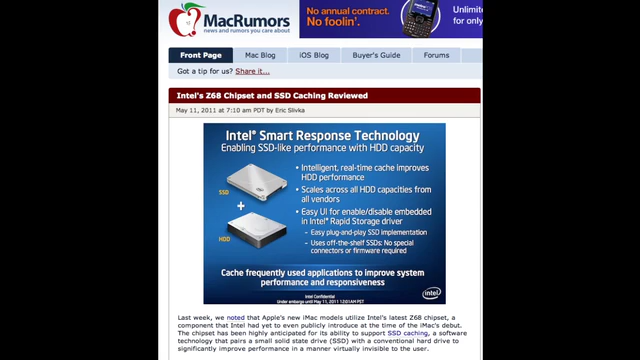 No annual contract.
No foolin'.
Unlimite
for only
MacRumors
news and rumors you care about
Front Page
Mac Blog
iOS Blog
Buyer's Guide
Forums
Got a tip for us? Share it...
Intel's Z68 Chipset and SSD Caching Reviewed
May 11, 2011 at 7:10 am PDT by Eric Slivka
Intel® Smart Response Technology
Enabling SSD-like performance with HDD capacity
SSD
+
HDD
• Intelligent, real-time cache improves
HDD performance
• Scales across all HDD capacities from
all vendors
• Easy UI for enable/disable embedded
in Intel® Rapid Storage driver
– Easy plug-and-play SSD implementation
– Uses off-the-shelf SSDs: No special
connectors or firmware required
Cache frequently used applications to improve system
performance and responsiveness
Intel Confidential
Under embargo until May 11, 2011 12:01AM PST
intel
Last week, we noted that Apple's new iMac models utilize Intel's latest Z68 chipset, a
component that Intel had yet to even publicly introduce at the time of the iMac's debut.
The chipset has been highly anticipated for its ability to support SSD caching, a software
technology that pairs a small solid state drive (SSD) with a conventional hard drive to
significantly improve performance in a manner virtually invisible to the user.